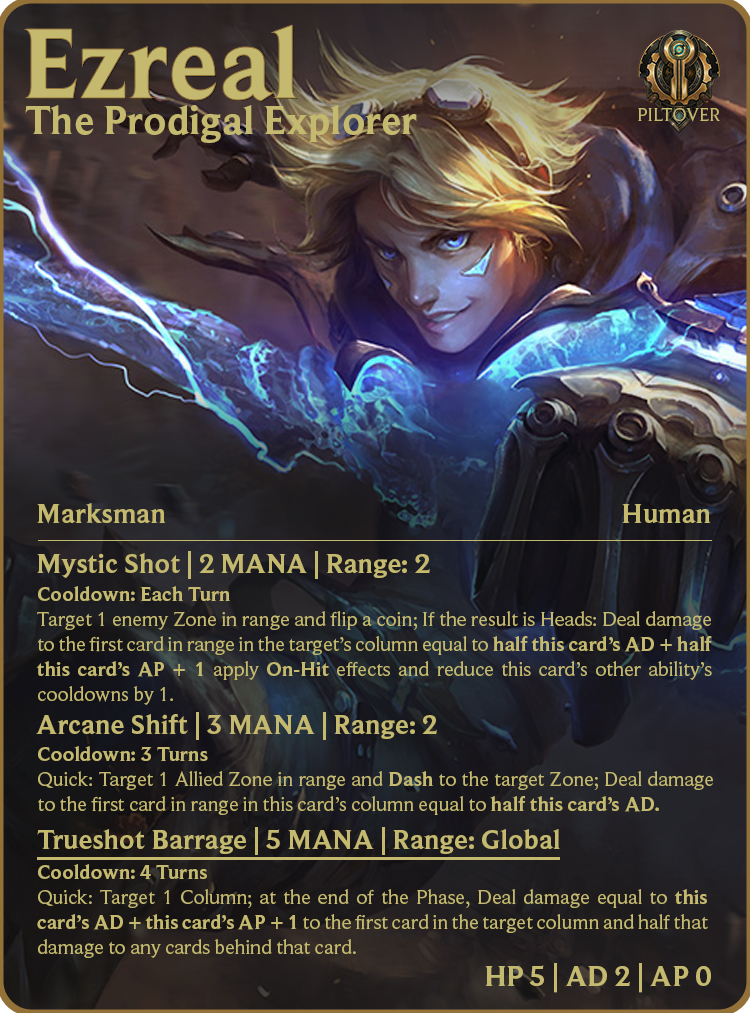 Ezreal
The Prodigal Explorer
PILTOVER
Marksman Human
Mystic Shot | 2 MANA | Range: 2
Cooldown: Each Turn
Target 1 enemy Zone in range and flip a coin; If the result is Heads: Deal damage
to the first card in range in the target's column equal to half this card's AD + half
this card's AP + 1 apply On-Hit effects and reduce this card's other ability's
cooldowns by 1.
Arcane Shift | 3 MANA | Range: 2
Cooldown: 3 Turns
Quick: Target 1 Allied Zone in range and Dash to the target Zone; Deal damage
to the first card in range in this card's column equal to half this card's AD.
Trueshot Barrage | 5 MANA | Range: Global
Cooldown: 4 Turns
Quick: Target 1 Column; at the end of the Phase, Deal damage equal to this
card's AD + this card's AP + 1 to the first card in the target column and half that
damage to any cards behind that card.
HP 5 | AD 2 | AP 0